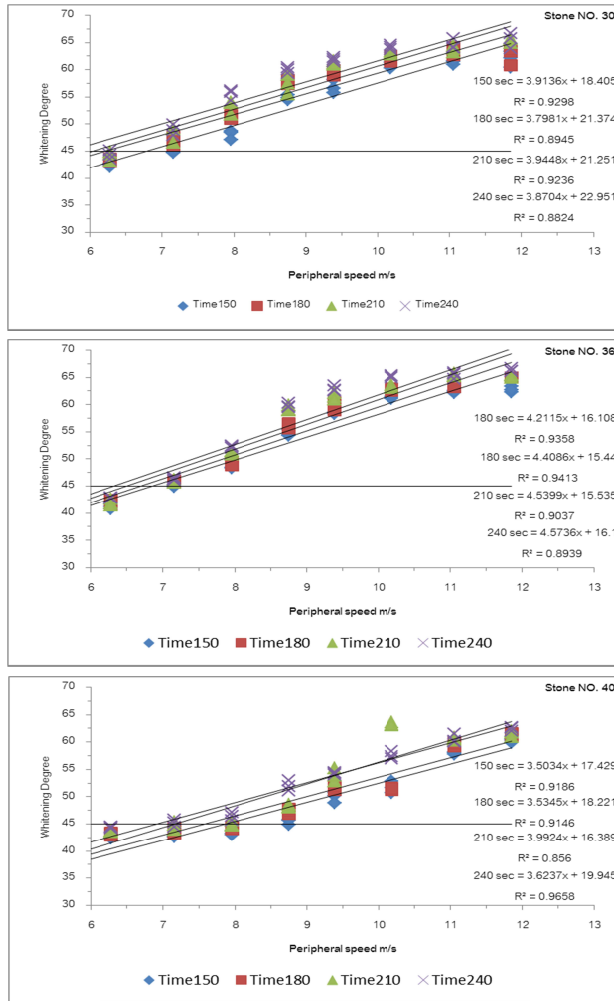 Stone NO. 30
70
65
60
55
50
45
40
35
30
Whitening Degree
150 sec = 3.9136x + 18.405
R² = 0.9298
180 sec = 3.7981x + 21.374
R² = 0.8945
210 sec = 3.9448x + 21.251
R² = 0.9236
240 sec = 3.8704x + 22.951
R² = 0.8824
6 7 8 9 10 11 12 13
Peripheral speed m/s
Time150 Time180 Time210 Time240
Stone NO. 36
70
65
60
55
50
45
40
35
30
Whitening Degree
180 sec = 4.2115x + 16.108
R² = 0.9358
180 sec = 4.4086x + 15.44
R² = 0.9413
210 sec = 4.5399x + 15.535
R² = 0.9037
240 sec = 4.5736x + 16.1
R² = 0.8939
6 7 8 9 10 11 12 13
Peripheral speed m/s
Time150 Time180 Time210 Time240
Stone NO. 40
70
65
60
55
50
45
40
35
30
Whitening Degree
150 sec = 3.5034x + 17.429
R² = 0.9186
180 sec = 3.5345x + 18.221
R² = 0.9146
210 sec = 3.9924x + 16.389
R² = 0.856
240 sec = 3.6237x + 19.945
R² = 0.9658
6 7 8 9 10 11 12 13
Peripheral speed m/s
Time150 Time180 Time210 Time240